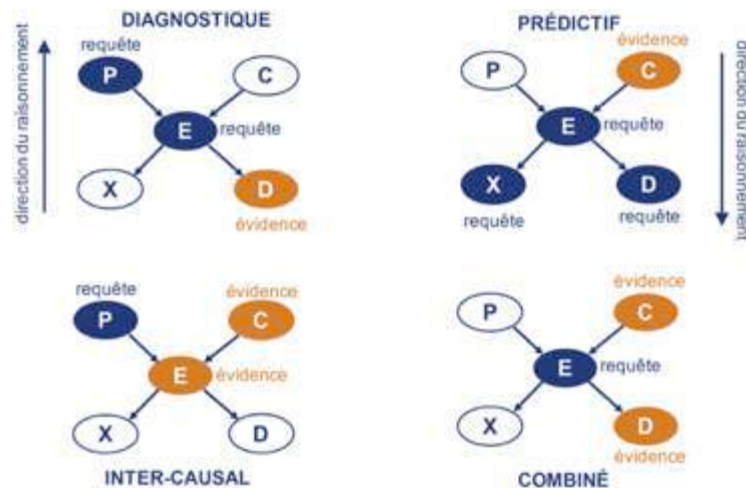 DIAGNOSTIQUE
requête
P
C
E
requête
X
D
évidence
direction du raisonnement
PRÉDICTIF
évidence
P
C
E
requête
X
D
requête
requête
direction du raisonnement
requête
évidence
P
C
E
évidence
X
D
INTER-CAUSAL
évidence
P
C
E
requête
X
D
évidence
COMBINÉ